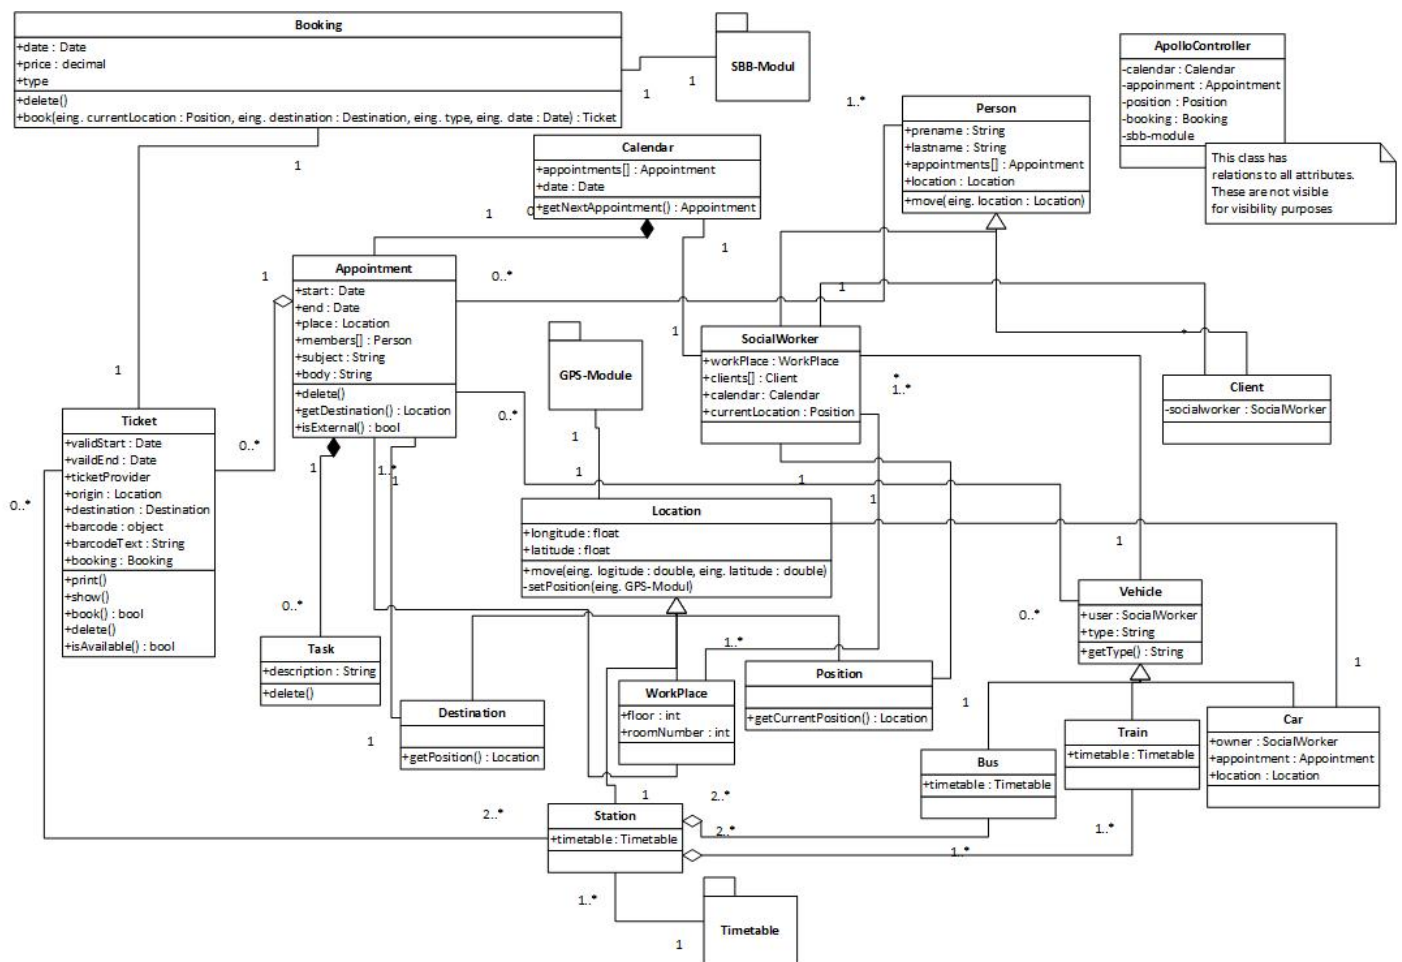 Booking
+date : Date
+price : decimal
+type
+delete()
+book(eing. currentLocation : Position, eing. destination : Destination, eing. type, eing. date : Date) : Ticket
1
1
SBB-Modul
1
1
ApolloController
-calendar : Calendar
-appoinment : Appointment
-position : Position
-booking : Booking
-sbb-module
This class has
relations to all attributes.
These are not visible
for visibility purposes
1..*
Person
+prename : String
+lastname : String
+appointments[] : Appointment
+location : Location
+move(eing. location : Location)
Calendar
+appointments[] : Appointment
+date : Date
+getNextAppointment() : Appointment
0
1
1
1
0..*
1
Appointment
+start : Date
+end : Date
+place : Location
+members[] : Person
+subject : String
+body : String
+delete()
+getDestination() : Location
+isExternal() : bool
1
1..*
1
0..*
0..*
GPS-Module
1
1
SocialWorker
+workPlace : WorkPlace
+clients[] : Client
+calendar : Calendar
+currentLocation : Position
1
*
*
1..*
1
1
Client
-socialworker : SocialWorker
Ticket
+validStart : Date
+vaildEnd : Date
+ticketProvider
+origin : Location
+destination : Destination
+barcode : object
+barcodeText : String
+booking : Booking
+print()
+show()
+book() : bool
+delete()
+isAvailable() : bool
0..*
0..*
Task
+description : String
+delete()
Location
+longitude : float
+latitude : float
+move(eing. logitude : double, eing. latitude : double)
-setPosition(eing. GPS-Modul)
1
0..*
Vehicle
+user : SocialWorker
+type : String
+getType() : String
1
1..*
Destination
+getPosition() : Location
1
WorkPlace
+floor : int
+roomNumber : int
Position
+getCurrentPosition() : Location
1
Bus
+timetable : Timetable
Train
+timetable : Timetable
Car
+owner : SocialWorker
+appointment : Appointment
+location : Location
1
2..*
2..*
2..*
1..*
1..*
Station
+timetable : Timetable
1..*
1
Timetable